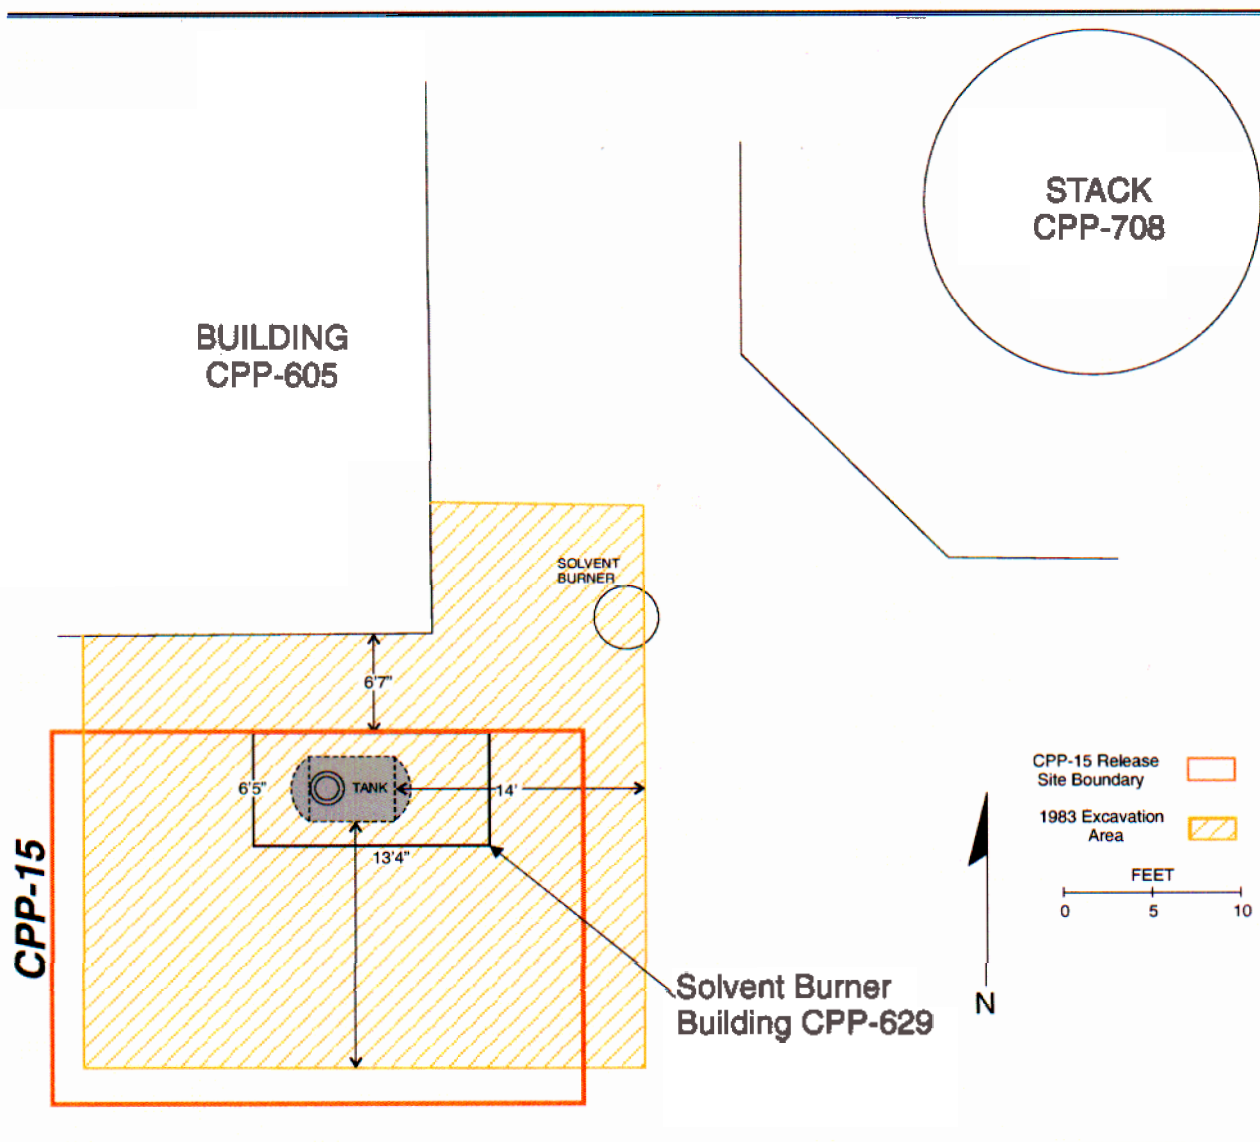 STACK
CPP-708
BUILDING
CPP-605
SOLVENT
BURNER
6'7"
6'5"
TANK
14'
13'4"
CPP-15
CPP-15 Release
Site Boundary
1983 Excavation
Area
FEET
0 5 10
N
Solvent Burner
Building CPP-629